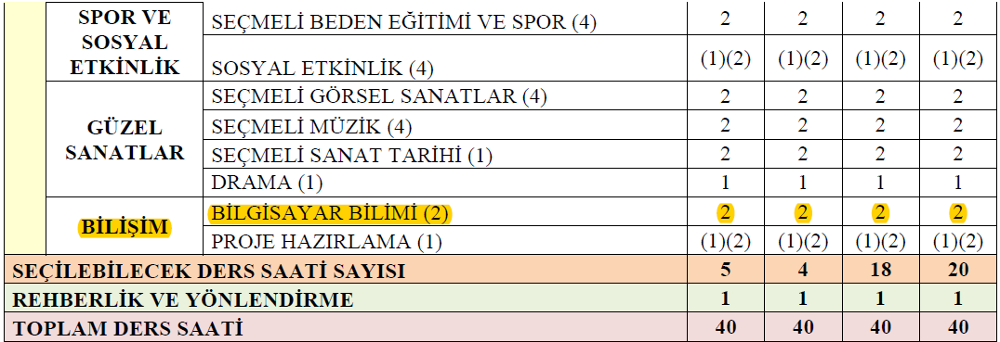 SPOR VE
SOSYAL
ETKİNLİK
SEÇMELİ BEDEN EĞİTİMİ VE SPOR (4) 2 2 2 2
SOSYAL ETKİNLİK (4) (1)(2) (1)(2) (1)(2) (1)(2)
GÜZEL
SANATLAR
SEÇMELİ GÖRSEL SANATLAR (4) 2 2 2 2
SEÇMELİ MÜZİK (4) 2 2 2 2
SEÇMELİ SANAT TARİHİ (1) 2 2 2 2
DRAMA (1) 1 1 1 1
BİLİŞİM
BİLGİSAYAR BİLİMİ (2) 2 2 2 2
PROJE HAZIRLAMA (1) (1)(2) (1)(2) (1)(2) (1)(2)
SEÇİLEBİLECEK DERS SAATİ SAYISI 5 4 18 20
REHBERLİK VE YÖNLENDİRME 1 1 1 1
TOPLAM DERS SAATİ 40 40 40 40